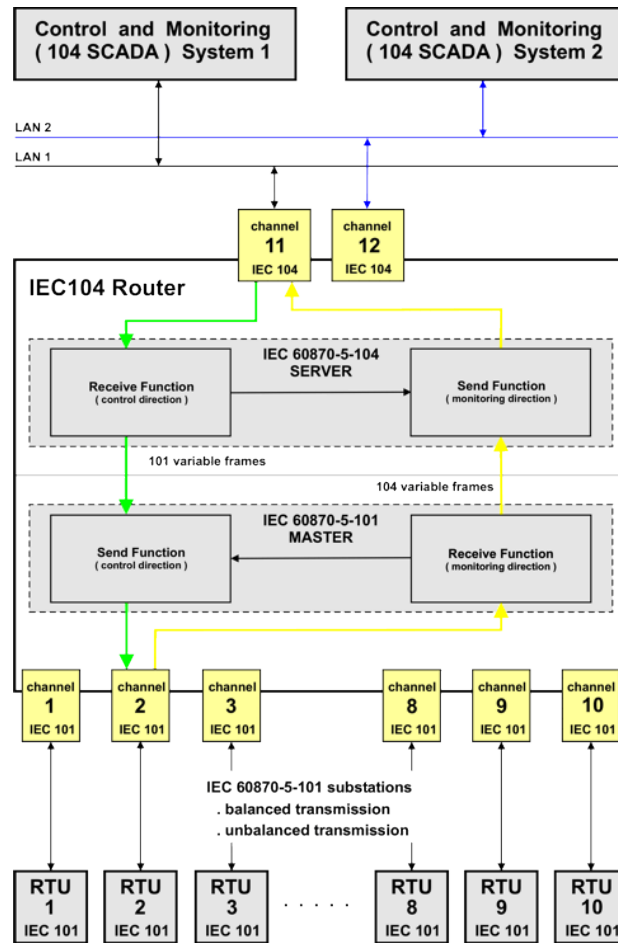 Control and Monitoring
( 104 SCADA ) System 1
Control and Monitoring
( 104 SCADA ) System 2
LAN 2
LAN 1
channel
11
IEC 104
channel
12
IEC 104
IEC104 Router
IEC 60870-5-104
SERVER
Receive Function
( control direction )
Send Function
( monitoring direction )
101 variable frames
104 variable frames
IEC 60870-5-101
MASTER
Send Function
( control direction )
Receive Function
( monitoring direction )
channel
1
IEC 101
channel
2
IEC 101
channel
3
IEC 101
channel
8
IEC 101
channel
9
IEC 101
channel
10
IEC 101
IEC 60870-5-101 substations
. balanced transmission
. unbalanced transmission
RTU
1
IEC 101
RTU
2
IEC 101
RTU
3
IEC 101
. . . . .
RTU
8
IEC 101
RTU
9
IEC 101
RTU
10
IEC 101